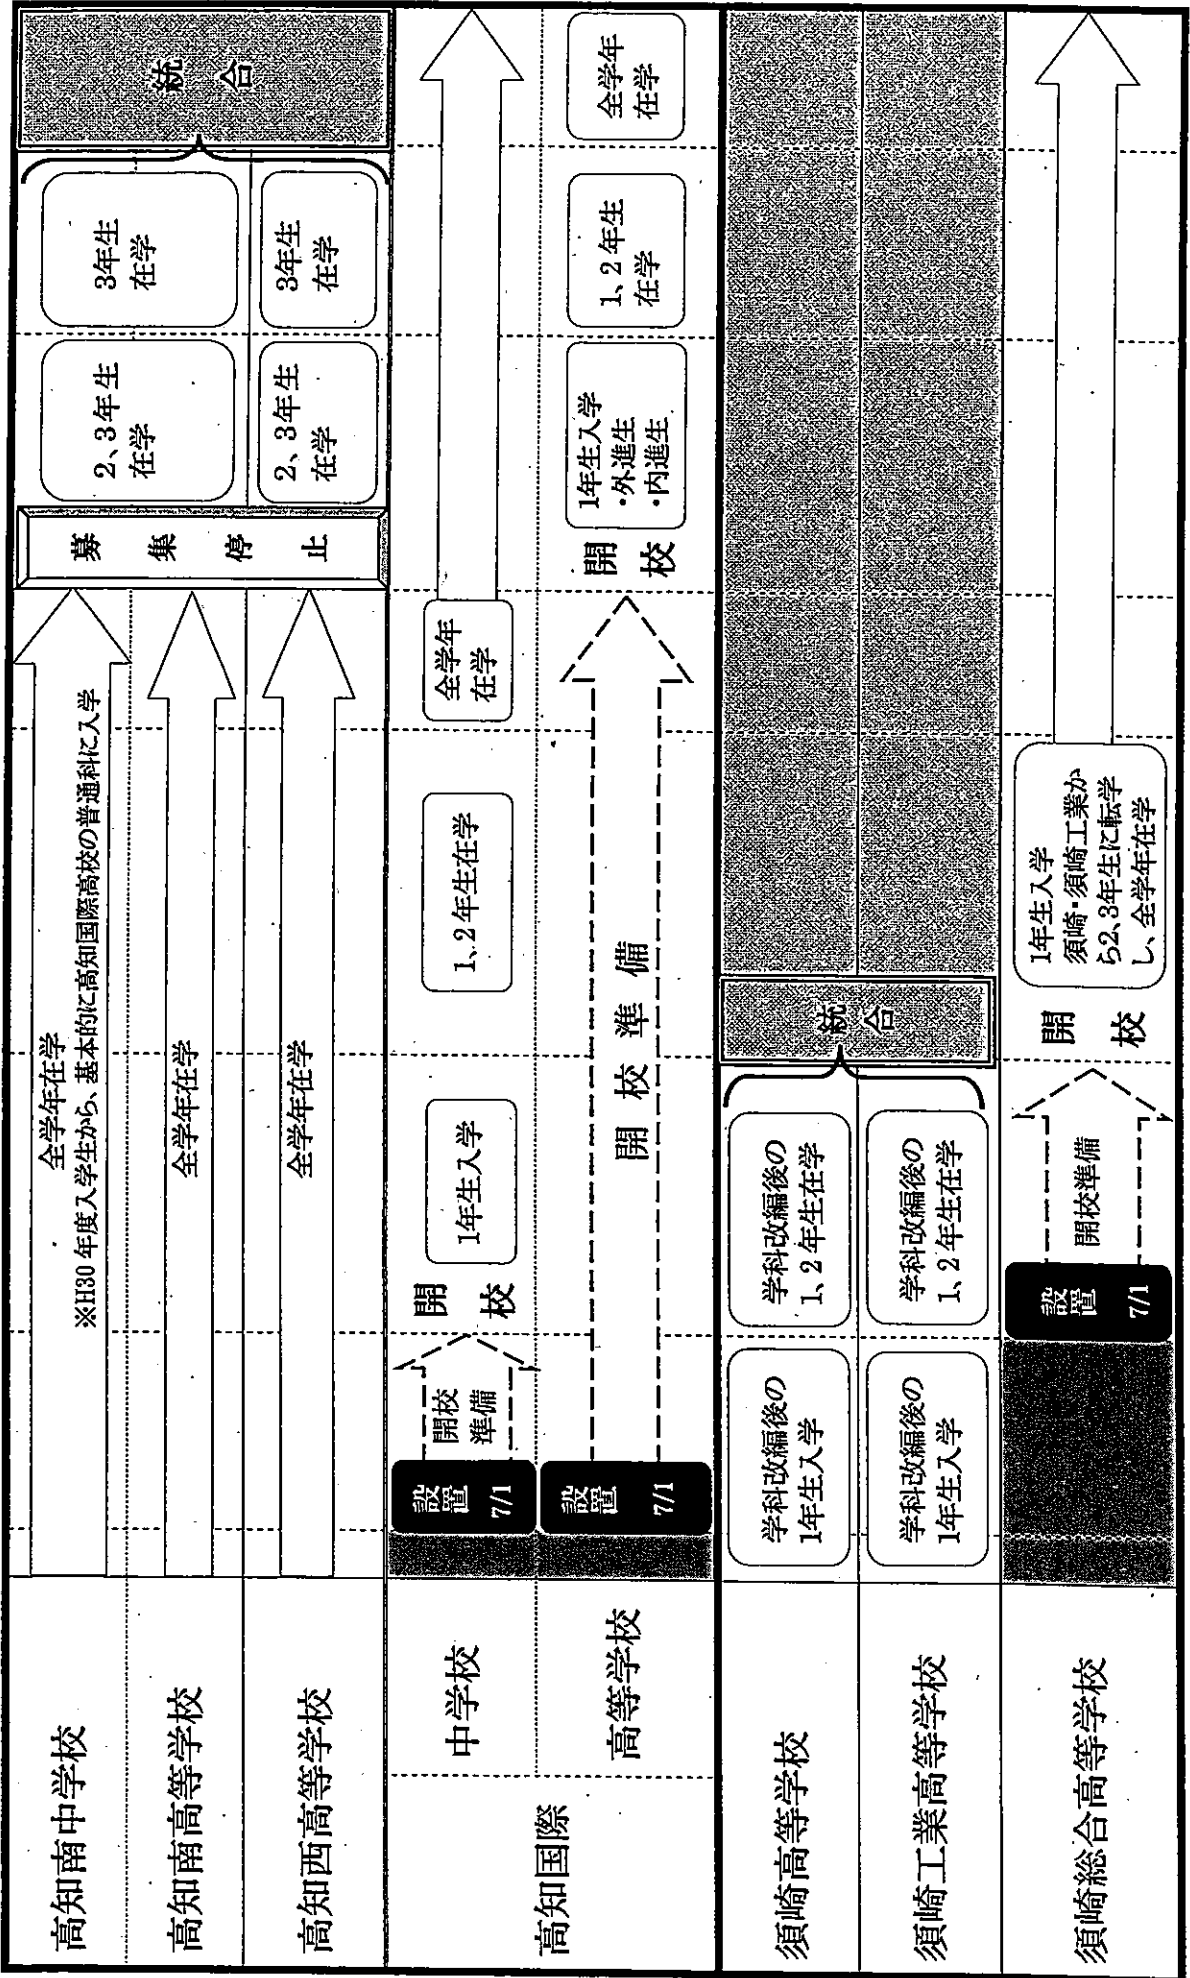 高知南中学校
全学年在学
※H30年度入学生から、基本的に高知国際高校の普通科に入学
高知南高等学校
全学年在学
高知西高等学校
全学年在学
募集停止
2、3年生
在学
2、3年生
在学
3年生
在学
3年生
在学
統合
高知国際
中学校
設置
7/1
開校
準備
開校
1年生入学
1、2年生在学
全学年
在学
高等学校
設置
7/1
開校準備
開校
1年生入学
・外進生
・内進生
1、2年生
在学
全学年
在学
須崎高等学校
学科改編後の
1年生入学
学科改編後の
1、2年生在学
須崎工業高等学校
学科改編後の
1年生入学
学科改編後の
1、2年生在学
統合
須崎総合高等学校
設置
7/1
開校準備
開校
1年生入学
須崎・須崎工業か
ら2、3年生に転学
し、全学年在学